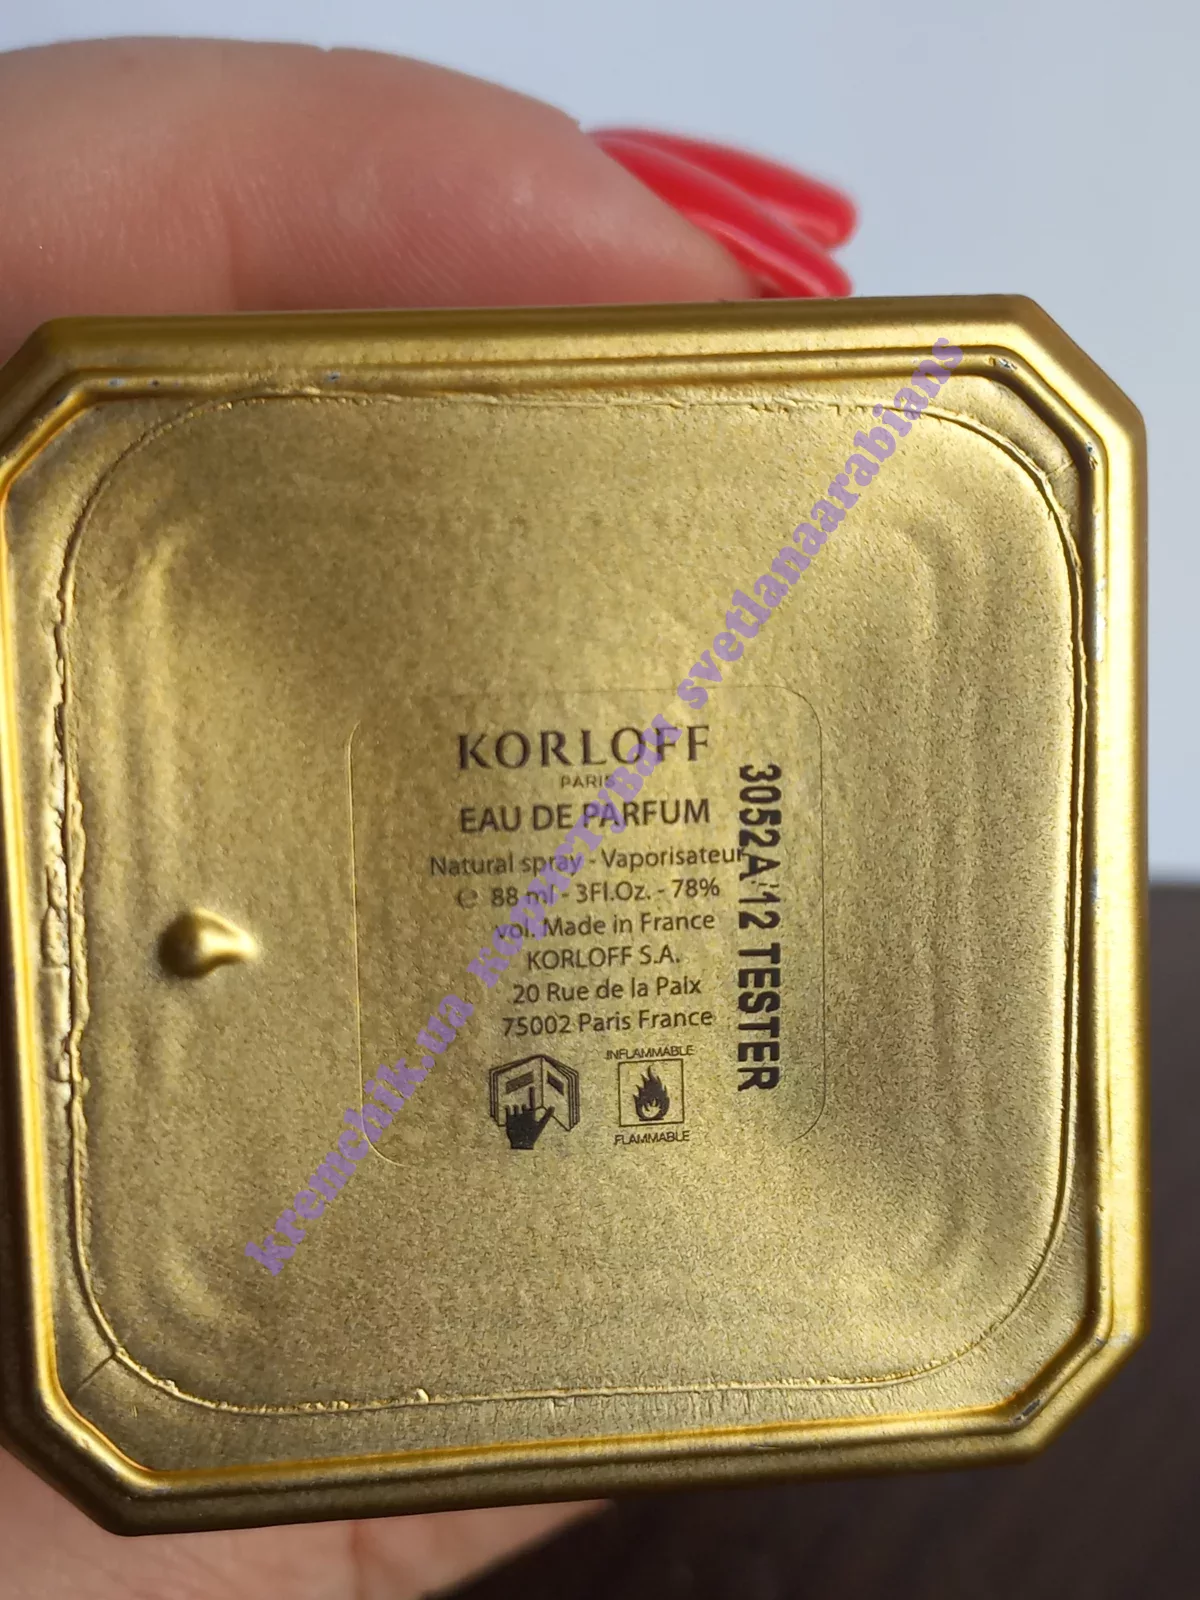 KORLOFF
PARIS
EAU DE PARFUM
Natural spray - Vaporisateur
℮ 88 ml - 3Fl.Oz. - 78%
vol. Made in France
KORLOFF S.A.
20 Rue de la Paix
75002 Paris France
INFLAMMABLE
FLAMMABLE
3052A 12 TESTER
kremchik.ua користувач svetlanaarabians